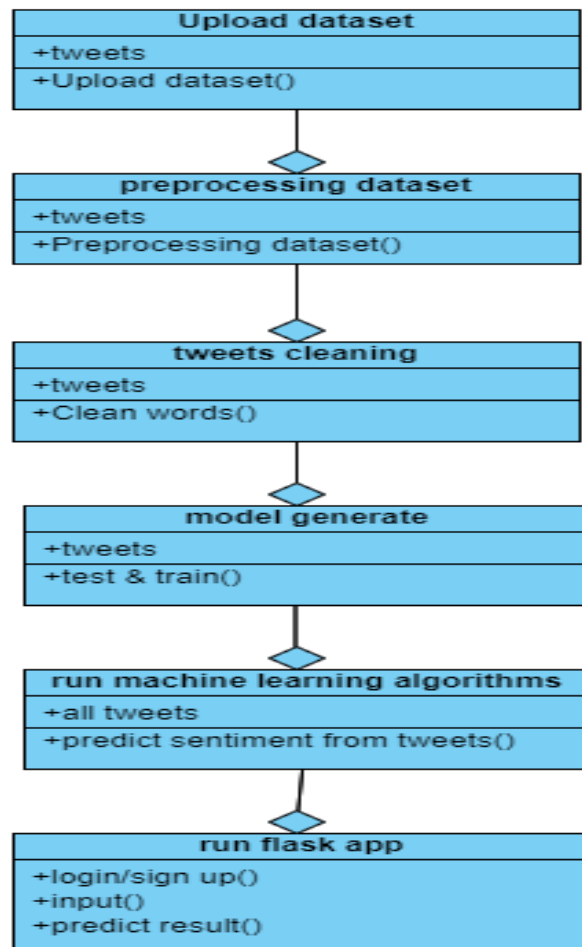 Upload dataset
+tweets
+Upload dataset()
preprocessing dataset
+tweets
+Preprocessing dataset()
tweets cleaning
+tweets
+Clean words()
model generate
+tweets
+test & train()
run machine learning algorithms
+all tweets
+predict sentiment from tweets()
run flask app
+login/sign up()
+input()
+predict result()